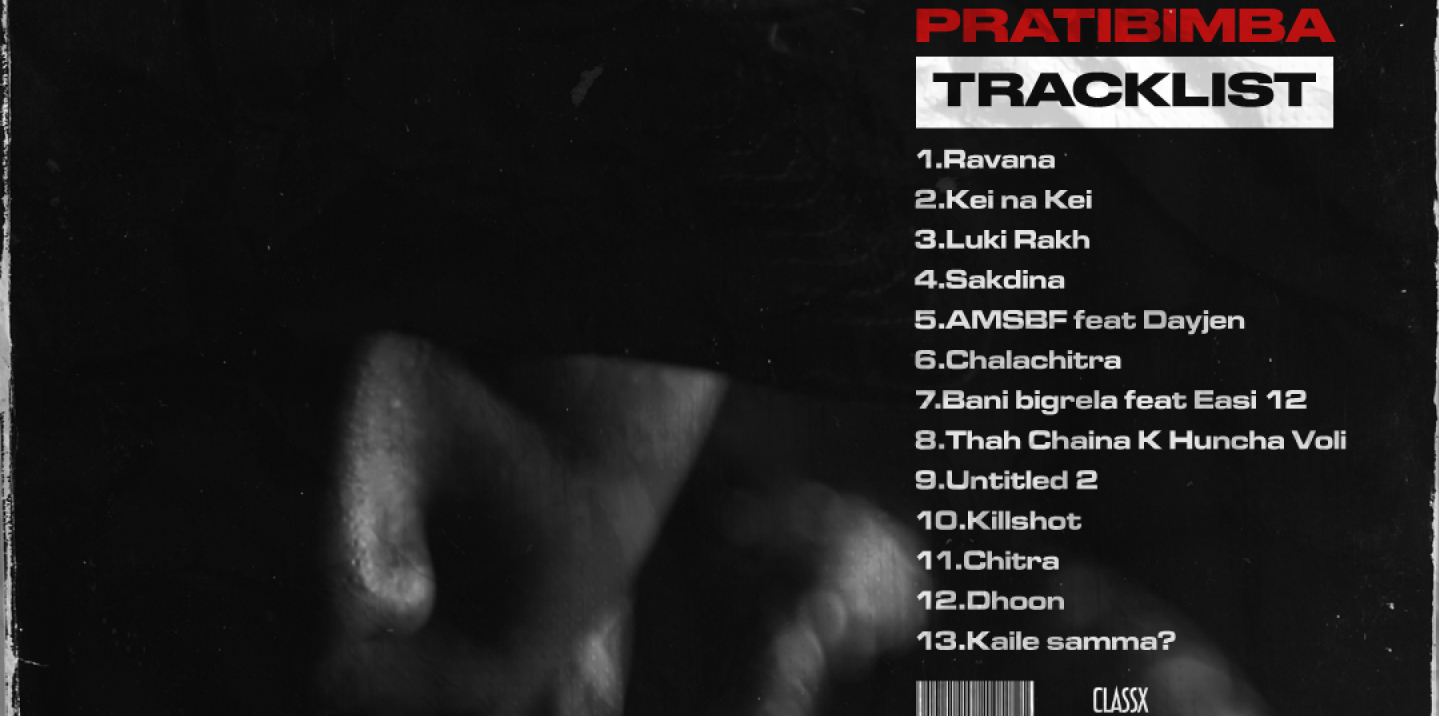 PRATIBIMBA
TRACKLIST
1.Ravana
2.Kei na Kei
3.Luki Rakh
4.Sakdina
5.AMSBF feat Dayjen
6.Chalachitra
7.Bani bigrela feat Easi 12
8.Thah Chaina K Huncha Voli
9.Untitled 2
10.Killshot
11.Chitra
12.Dhoon
13.Kaile samma?
CLASSX